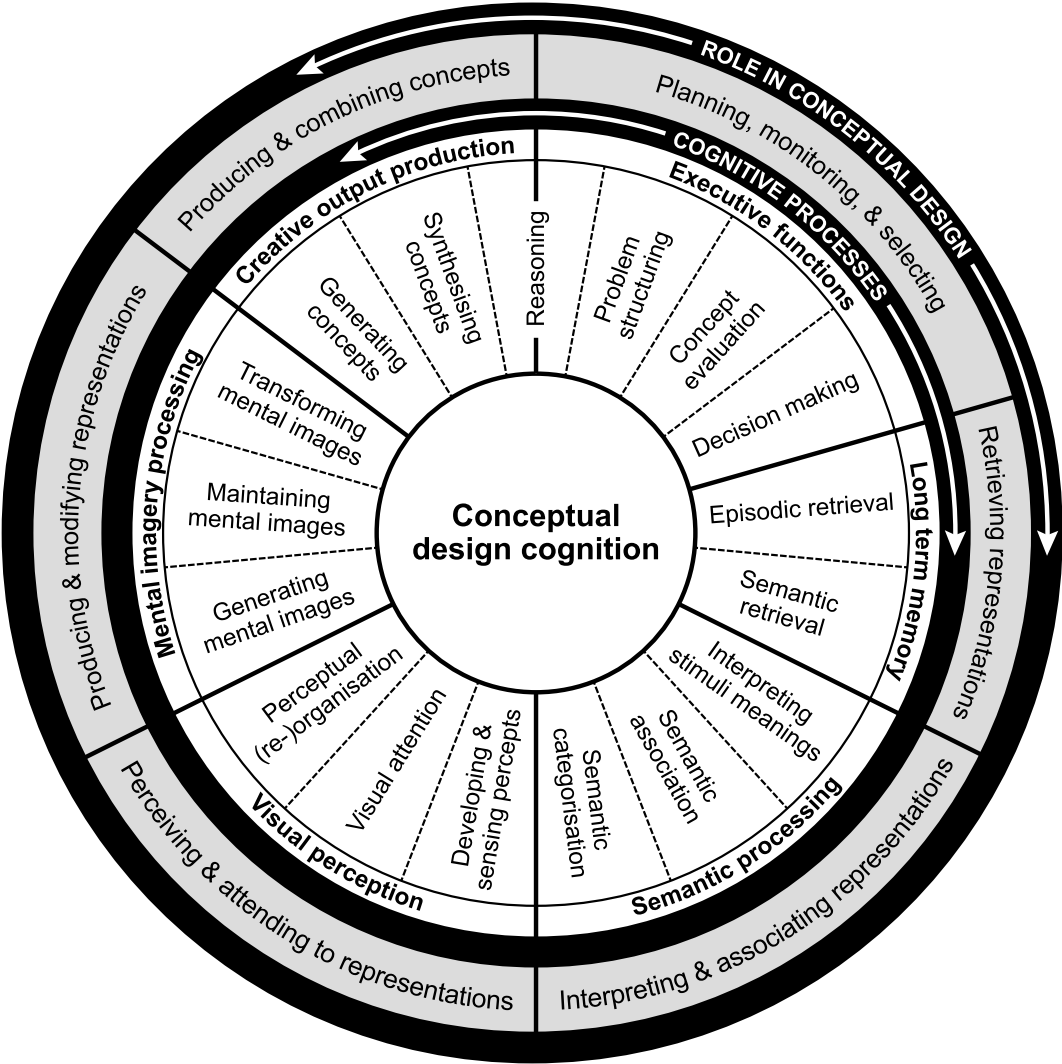 ROLE IN CONCEPTUAL DESIGN
Planning, monitoring, & selecting
Retrieving representations
Interpreting & associating representations
Perceiving & attending to representations
Producing & modifying representations
Producing & combining concepts
COGNITIVE PROCESSES
Executive functions
Long term memory
Semantic processing
Visual perception
Mental imagery processing
Creative output production
Reasoning
Problem
structuring
Concept
evaluation
Decision making
Episodic retrieval
Semantic
retrieval
Interpreting
stimuli meanings
Semantic
association
Semantic
categorisation
Developing &
sensing percepts
Visual attention
Perceptual
(re-)organisation
Generating
mental images
Maintaining
mental images
Transforming
mental images
Generating
concepts
Synthesising
concepts
Conceptual
design cognition